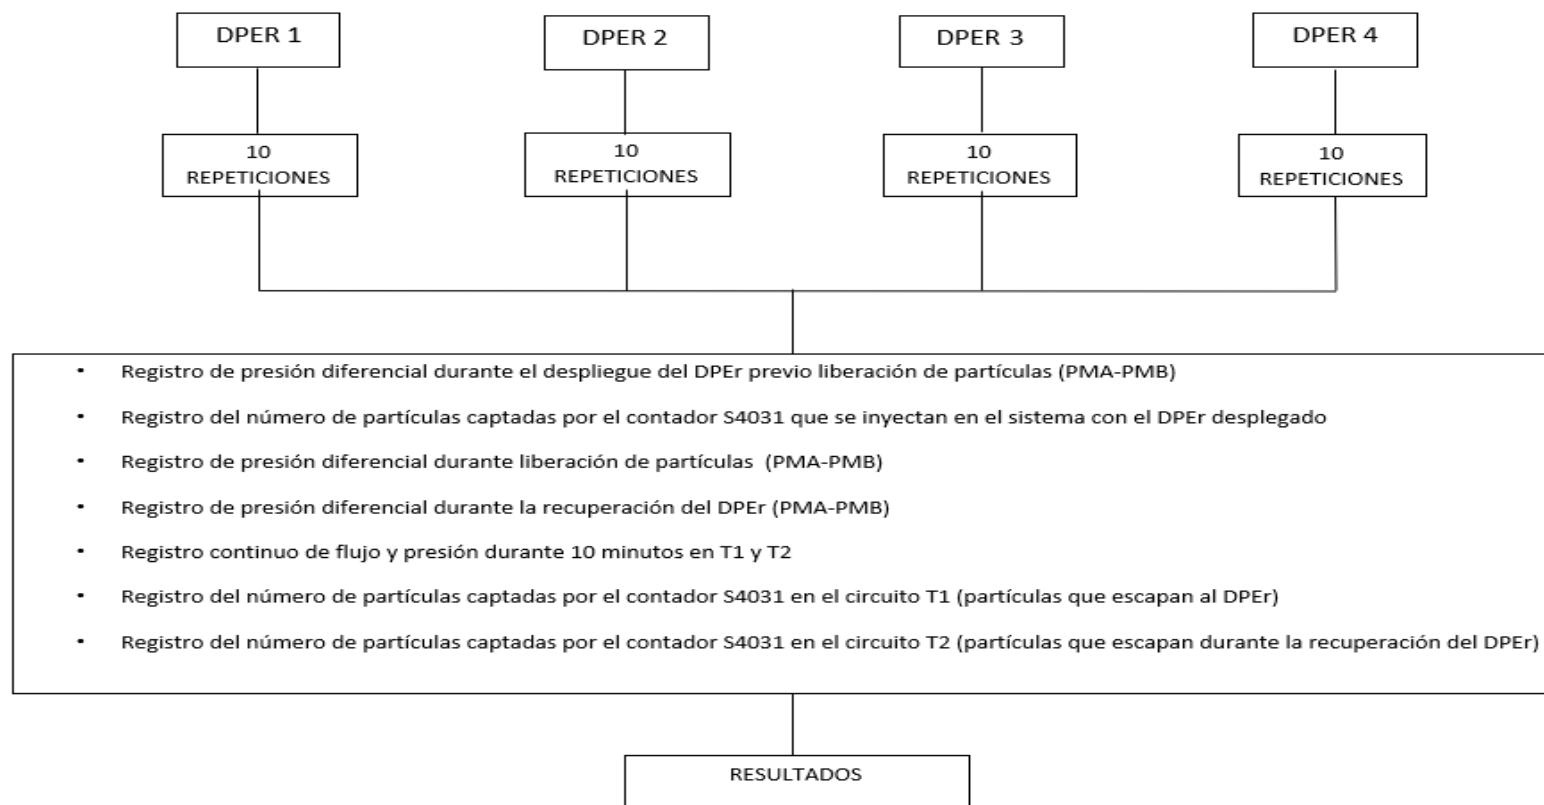 DPER 1
DPER 2
DPER 3
DPER 4
10
REPETICIONES
10
REPETICIONES
10
REPETICIONES
10
REPETICIONES
• Registro de presión diferencial durante el despliegue del DPEr previo liberación de partículas (PMA-PMB)
• Registro del número de partículas captadas por el contador S4031 que se inyectan en el sistema con el DPEr desplegado
• Registro de presión diferencial durante liberación de partículas (PMA-PMB)
• Registro de presión diferencial durante la recuperación del DPEr (PMA-PMB)
• Registro continuo de flujo y presión durante 10 minutos en T1 y T2
• Registro del número de partículas captadas por el contador S4031 en el circuito T1 (partículas que escapan al DPEr)
• Registro del número de partículas captadas por el contador S4031 en el circuito T2 (partículas que escapan durante la recuperación del DPEr)
RESULTADOS